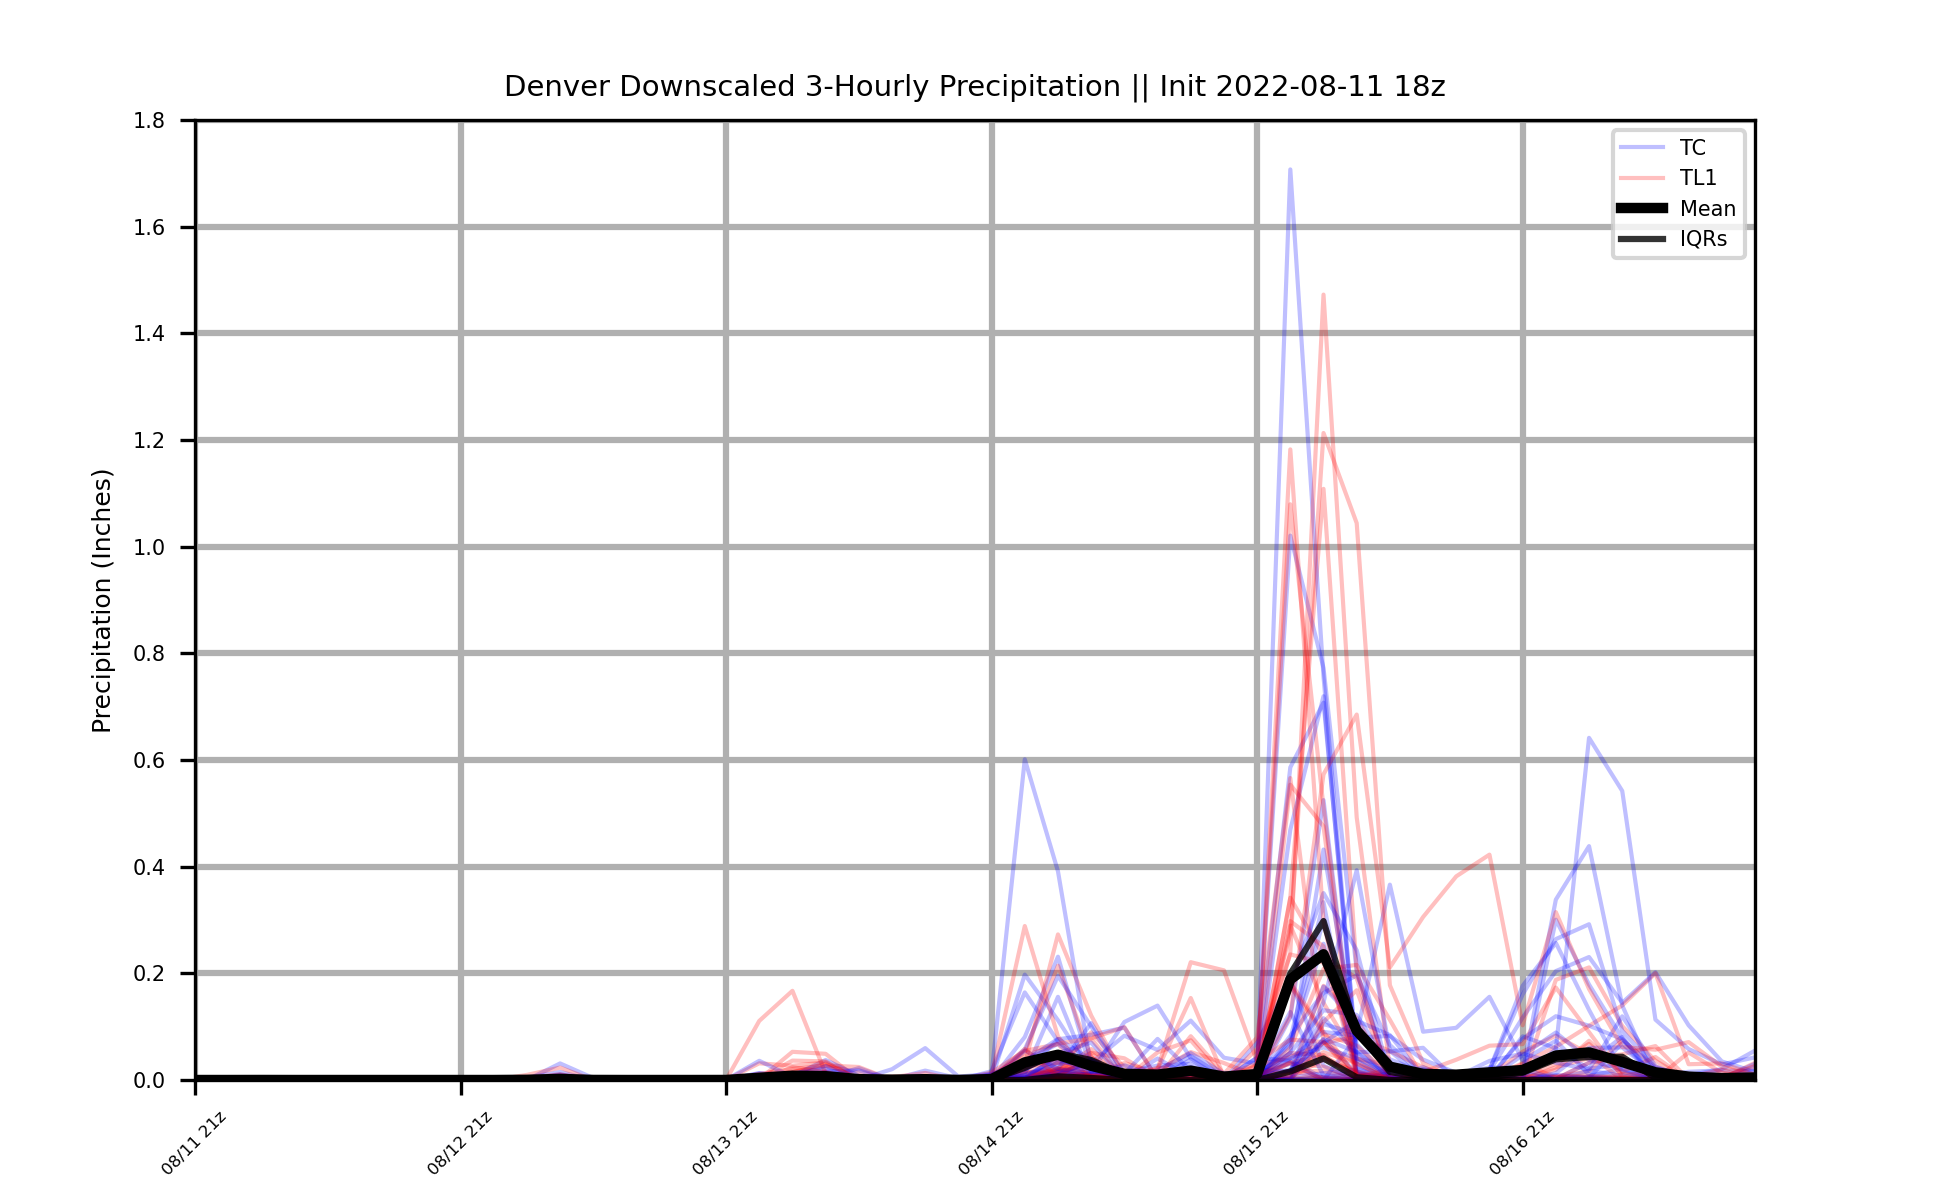 Denver Downscaled 3-Hourly Precipitation || Init 2022-08-11 18z
1.8
1.6
1.4
1.2
1.0
0.8
0.6
0.4
0.2
0.0
Precipitation (Inches)
TC
TL1
Mean
IQRs
08/11 21z
08/12 21z
08/13 21z
08/14 21z
08/15 21z
08/16 21z